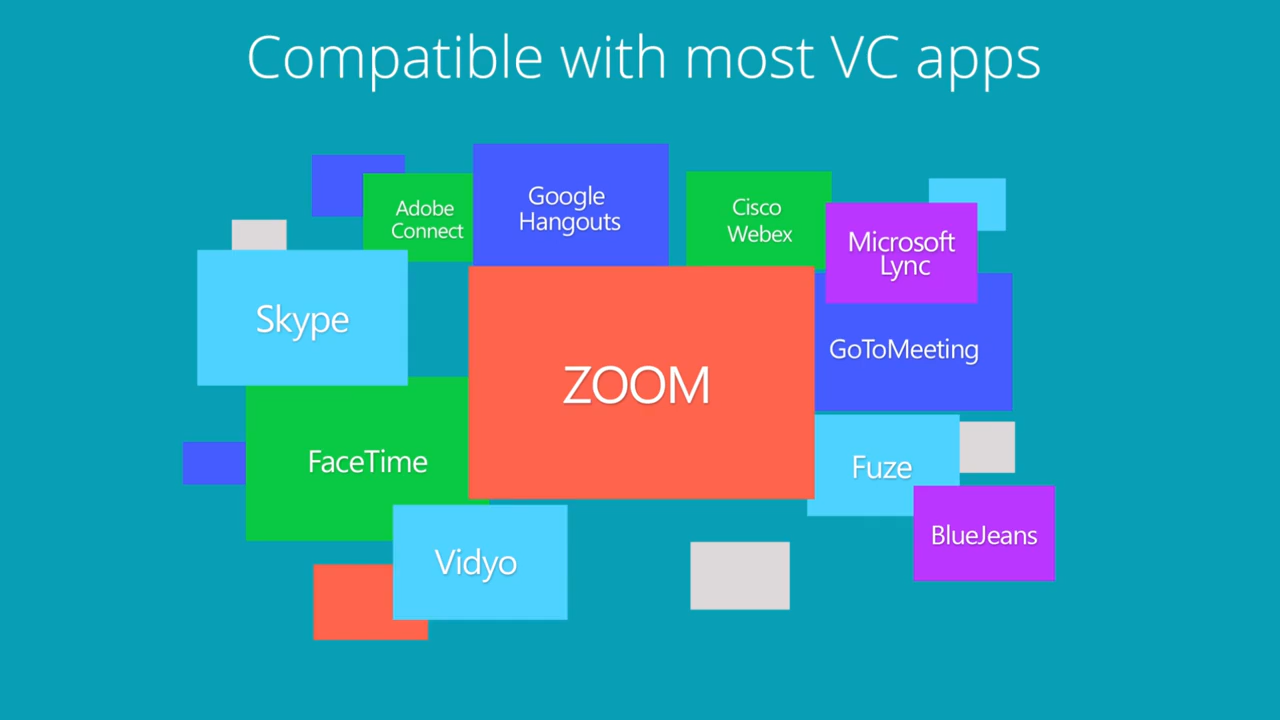 Compatible with most VC apps
Adobe
Connect
Google
Hangouts
Cisco
Webex
Microsoft
Lync
Skype
ZOOM
GoToMeeting
FaceTime
Fuze
BlueJeans
Vidyo